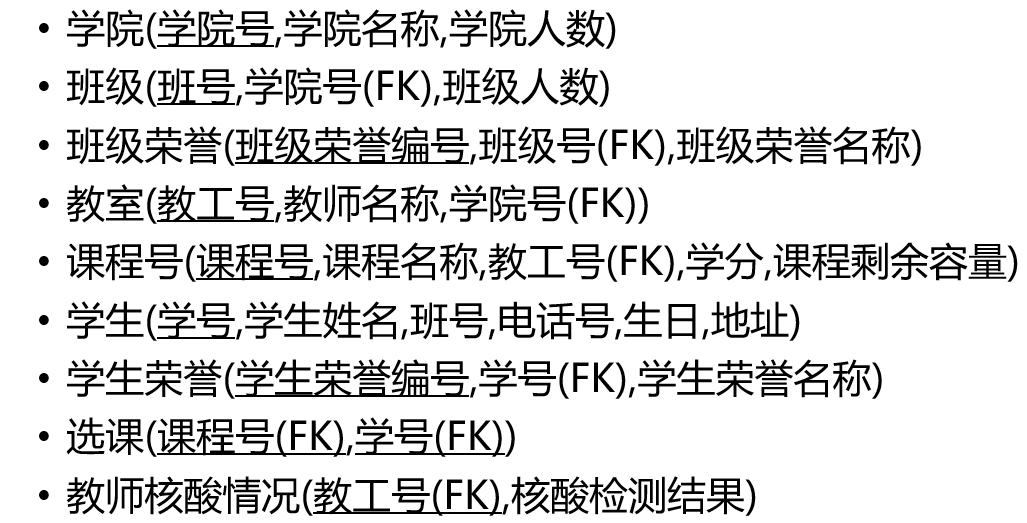 • 学院(学院号,学院名称,学院人数)
• 班级(班号,学院号(FK),班级人数)
• 班级荣誉(班级荣誉编号,班级号(FK),班级荣誉名称)
• 教室(教工号,教师名称,学院号(FK))
• 课程号(课程号,课程名称,教工号(FK),学分,课程剩余容量)
• 学生(学号,学生姓名,班号,电话号,生日,地址)
• 学生荣誉(学生荣誉编号,学号(FK),学生荣誉名称)
• 选课(课程号(FK),学号(FK))
• 教师核酸情况(教工号(FK),核酸检测结果)